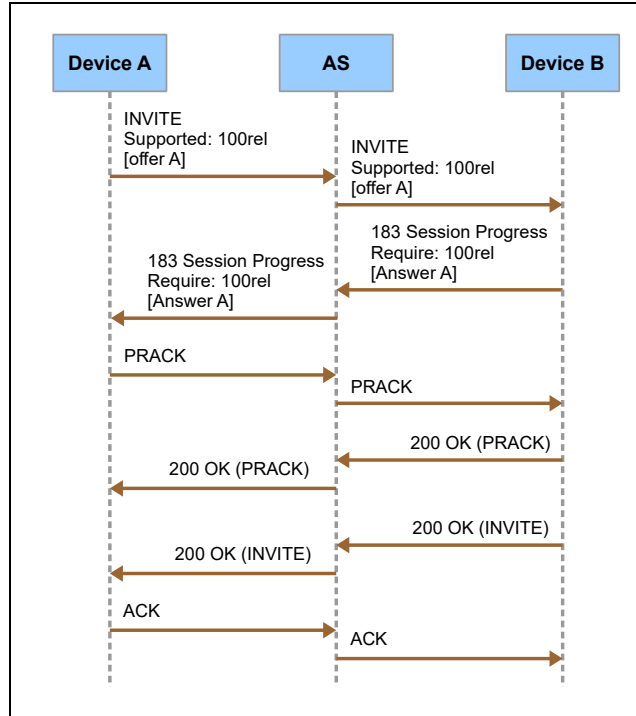 Device A
AS
Device B
INVITE
Supported: 100rel
[offer A]
INVITE
Supported: 100rel
[offer A]
183 Session Progress
Require: 100rel
[Answer A]
183 Session Progress
Require: 100rel
[Answer A]
PRACK
PRACK
200 OK (PRACK)
200 OK (PRACK)
200 OK (INVITE)
200 OK (INVITE)
ACK
ACK